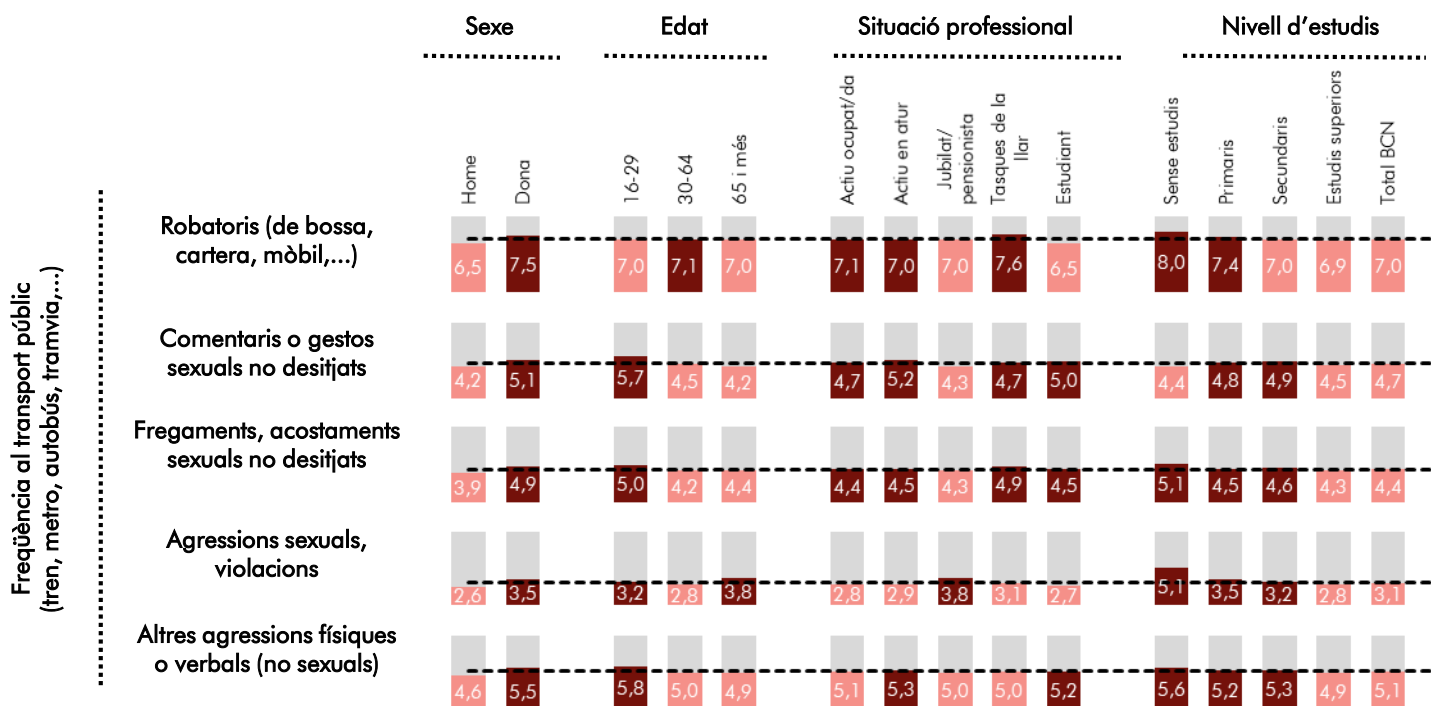 Sexe Edat Situació professional Nivell d'estudis
Home Dona 16-29 30-64 65 i més Actiu ocupat/da Actiu en atur Jubilat/ pensionista Tasques de la llar Estudiant Sense estudis Primaris Secundaris Estudis superiors Total BCN
Freqüència al transport públic
(tren, metro, autobús, tramvia,...)
Robatoris (de bossa,
cartera, mòbil,...)
6,5 7,5 7,0 7,1 7,0 7,1 7,0 7,0 7,6 6,5 8,0 7,4 7,0 6,9 7,0
Comentaris o gestos
sexuals no desitjats
4,2 5,1 5,7 4,5 4,2 4,7 5,2 4,3 4,7 5,0 4,4 4,8 4,9 4,5 4,7
Fregaments, acostaments
sexuals no desitjats
3,9 4,9 5,0 4,2 4,4 4,4 4,5 4,3 4,9 4,5 5,1 4,5 4,6 4,3 4,4
Agressions sexuals,
violacions
2,6 3,5 3,2 2,8 3,8 2,8 2,9 3,8 3,1 2,7 5,1 3,5 3,2 2,8 3,1
Altres agressions físiques
o verbals (no sexuals)
4,6 5,5 5,8 5,0 4,9 5,1 5,3 5,0 5,0 5,2 5,6 5,2 5,3 4,9 5,1